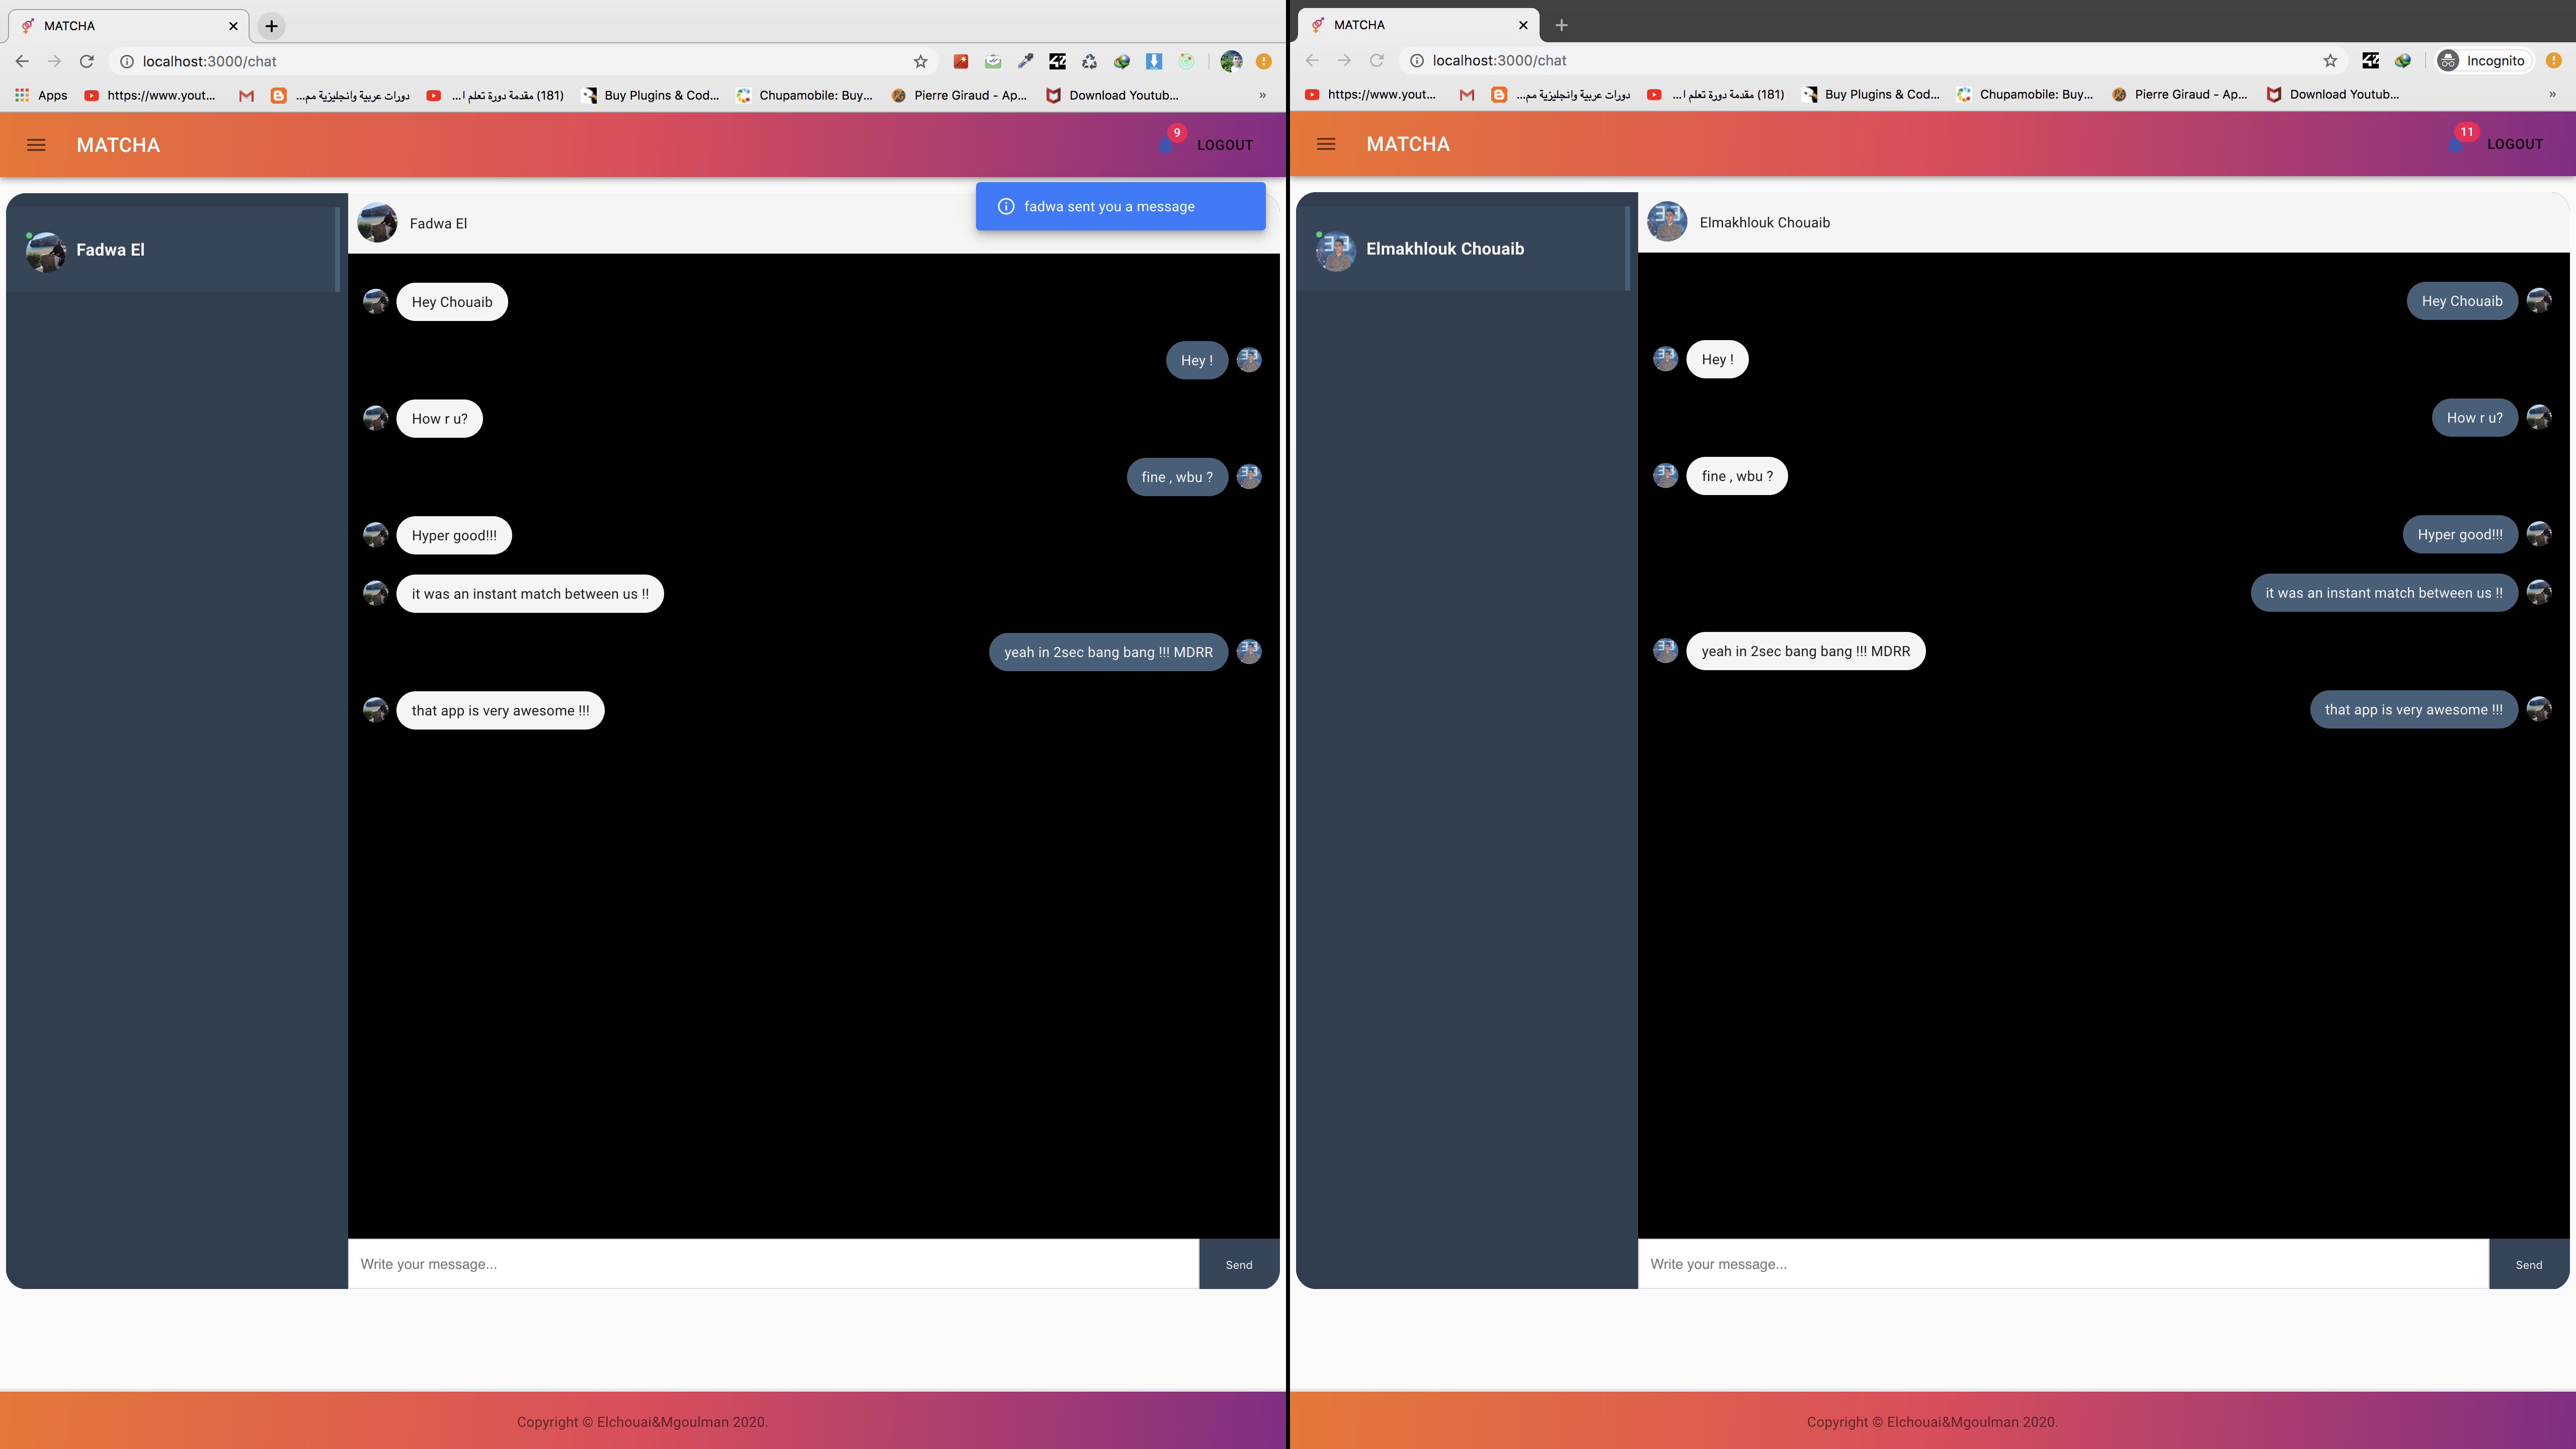 MATCHA
localhost:3000/chat
Apps
https://www.yout...
دورات عربية وانجليزية مم...
(181) مقدمة دورة تعلم ا...
Buy Plugins & Cod...
Chupamobile: Buy...
Pierre Giraud - Ap...
Download Youtub...
»
MATCHA
9
LOGOUT
fadwa sent you a message
Fadwa El
Fadwa El
Hey Chouaib
Hey !
How r u?
fine , wbu ?
Hyper good!!!
it was an instant match between us !!
yeah in 2sec bang bang !!! MDRR
that app is very awesome !!!
Write your message...
Send
Copyright © Elchouai&Mgoulman 2020.
MATCHA
localhost:3000/chat
Incognito
https://www.yout...
دورات عربية وانجليزية مم...
(181) مقدمة دورة تعلم ا...
Buy Plugins & Cod...
Chupamobile: Buy...
Pierre Giraud - Ap...
Download Youtub...
»
MATCHA
11
LOGOUT
Elmakhlouk Chouaib
Elmakhlouk Chouaib
Hey Chouaib
Hey !
How r u?
fine , wbu ?
Hyper good!!!
it was an instant match between us !!
yeah in 2sec bang bang !!! MDRR
that app is very awesome !!!
Write your message...
Send
Copyright © Elchouai&Mgoulman 2020.